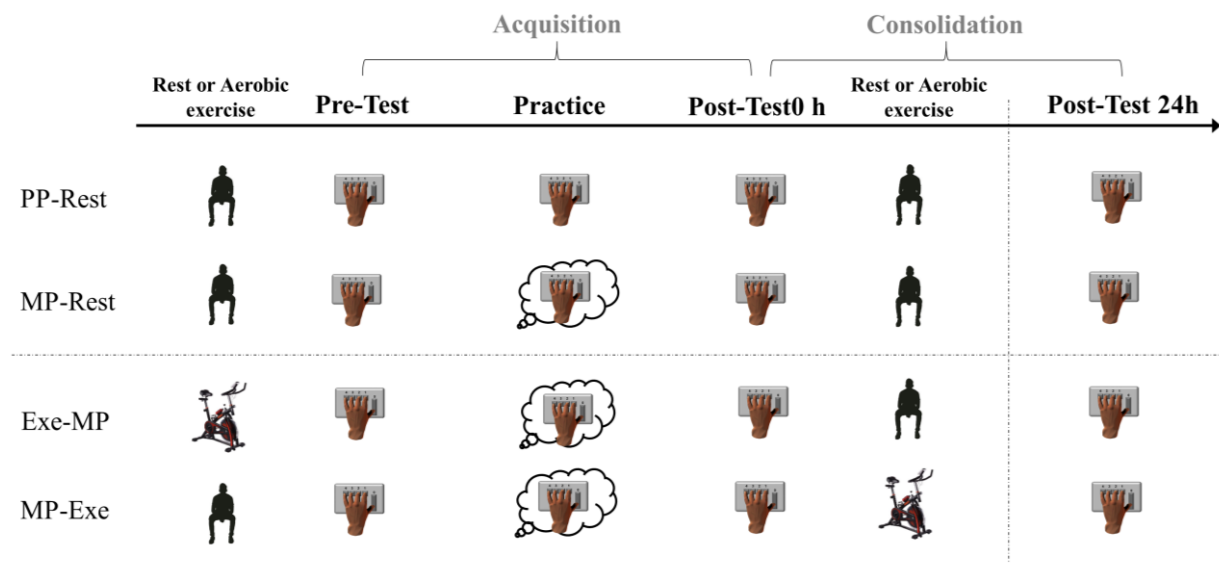 Acquisition
Consolidation
Rest or Aerobic
exercise
Pre-Test
Practice
Post-Test0 h
Rest or Aerobic
exercise
Post-Test 24h
PP-Rest
MP-Rest
Exe-MP
MP-Exe